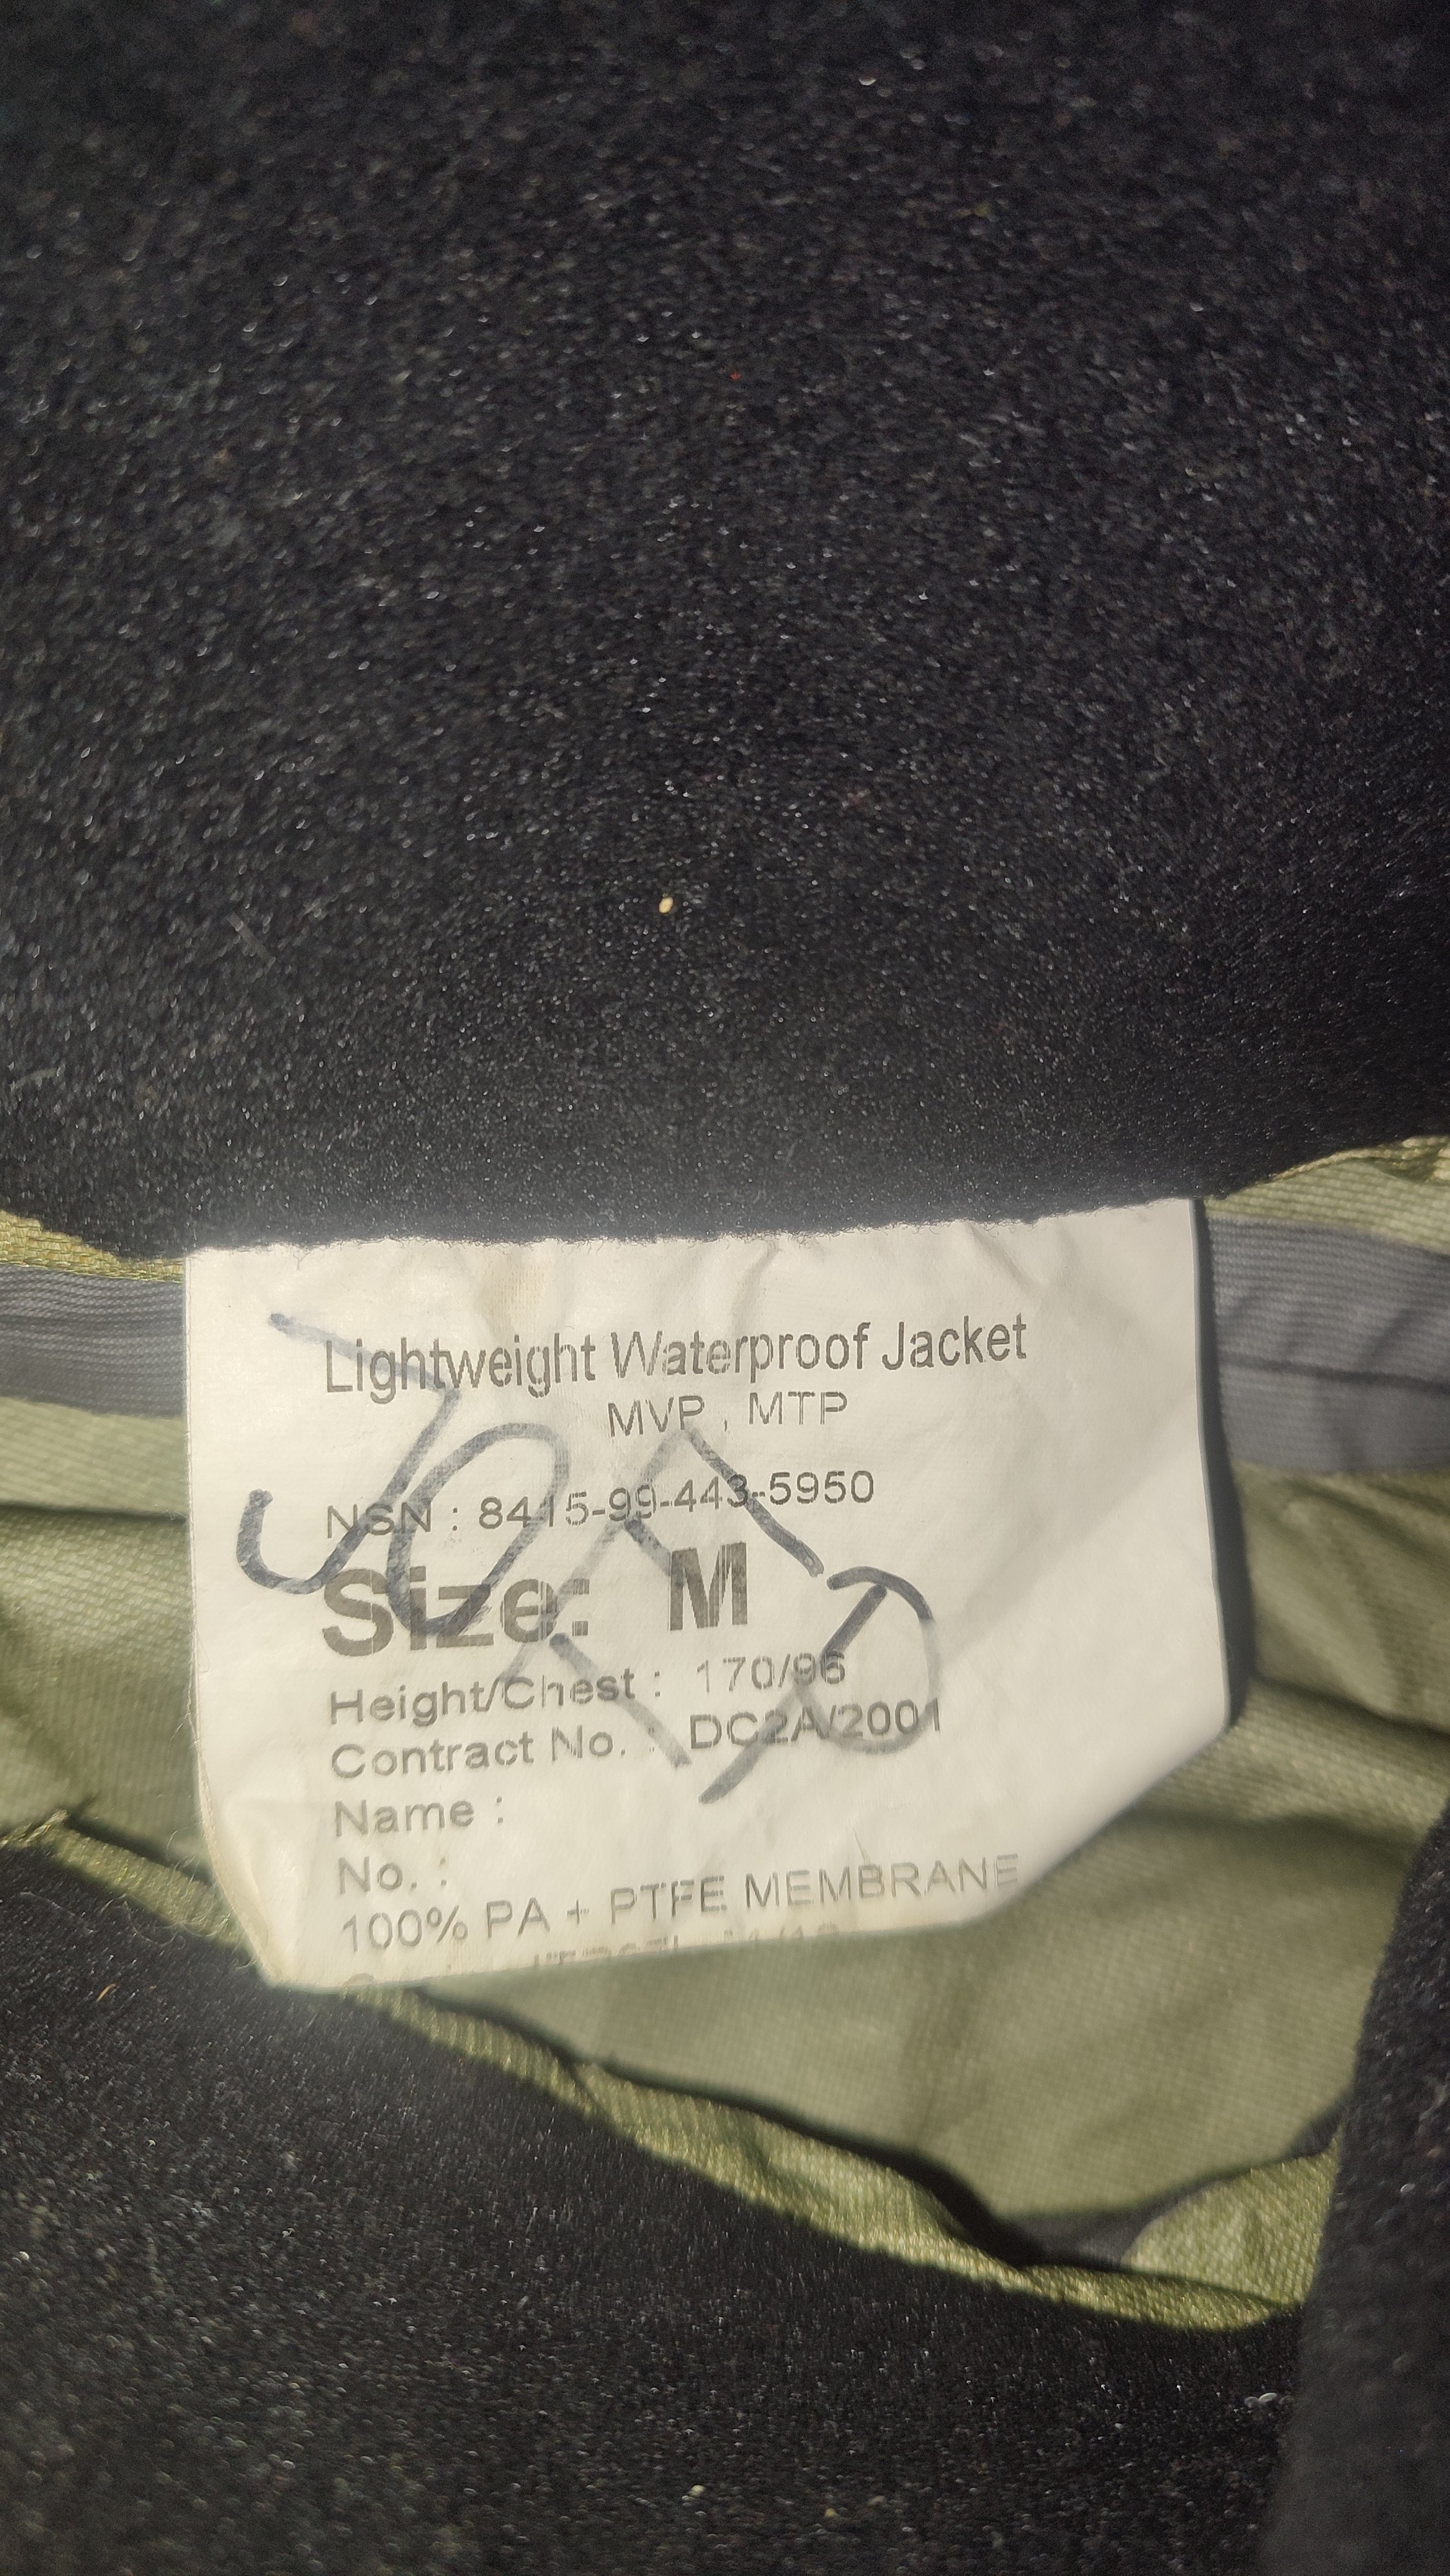 Lightweight Waterproof Jacket
MVP , MTP
NSN : 8415-99-443-5950
Size: M
Height/Chest : 170/96
Contract No. : DC2A/2001
Name :
No. :
100% PA + PTFE MEMBRANE